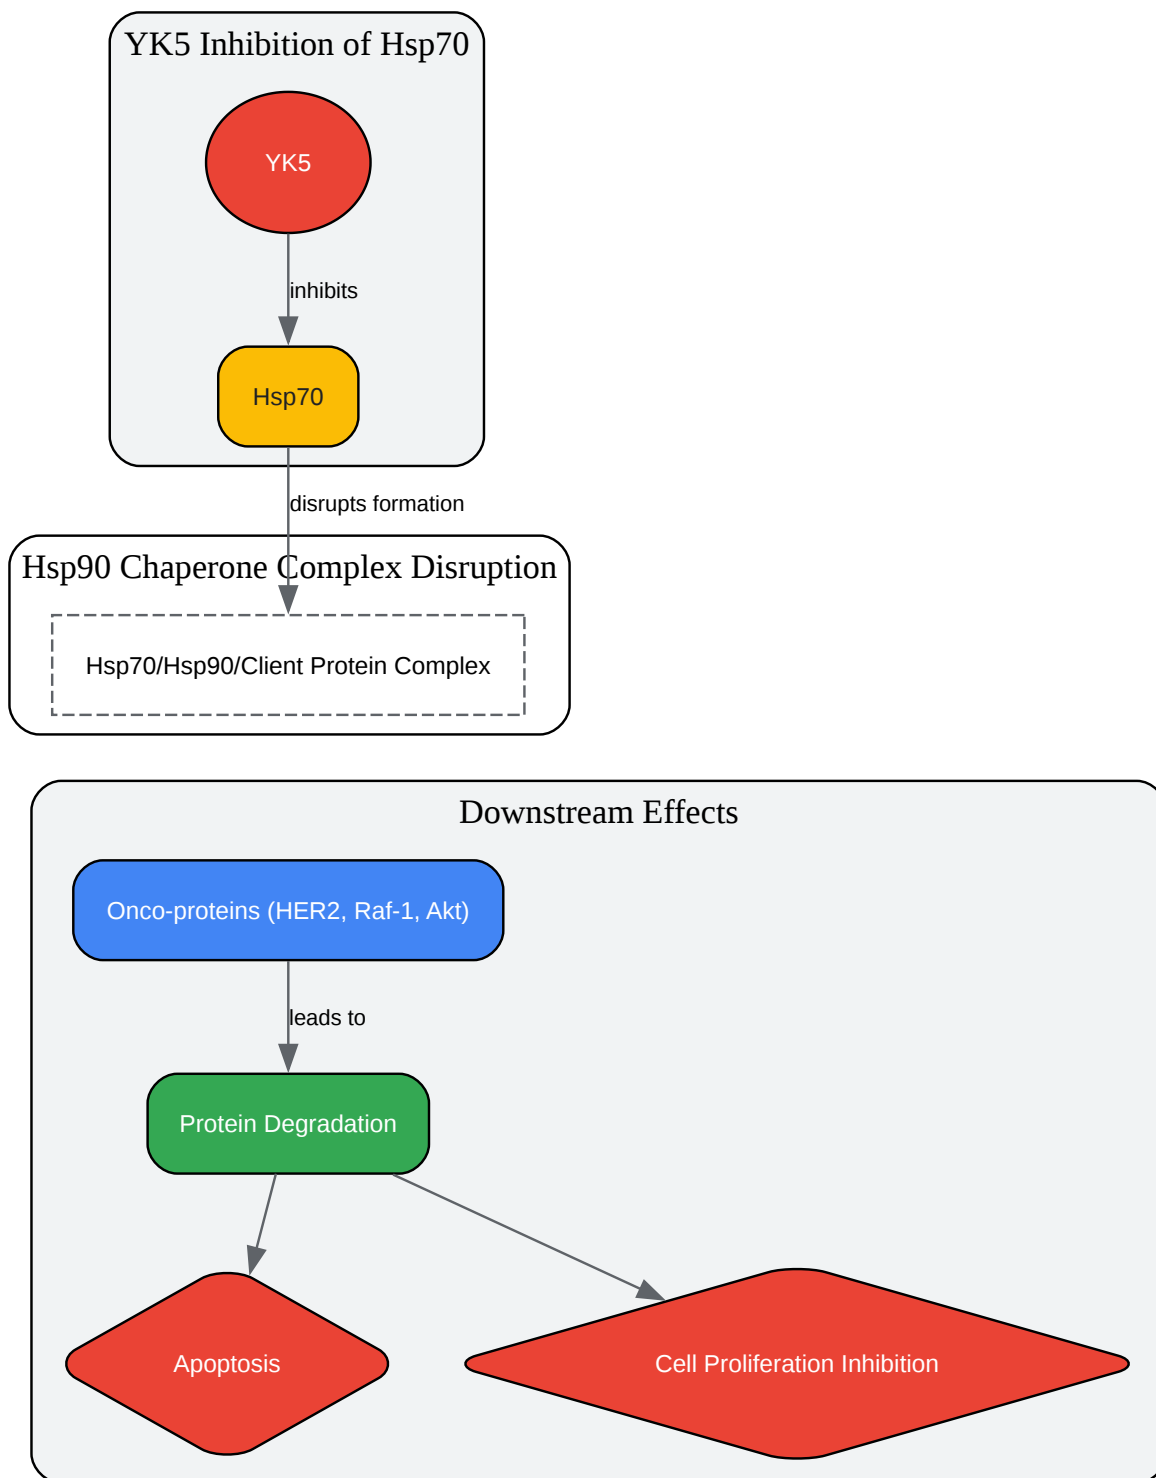 YK5 Inhibition of Hsp70
YK5
inhibits
Hsp70
disrupts formation
Hsp90 Chaperone Complex Disruption
Hsp70/Hsp90/Client Protein Complex
Downstream Effects
Onco-proteins (HER2, Raf-1, Akt)
leads to
Protein Degradation
Apoptosis
Cell Proliferation Inhibition